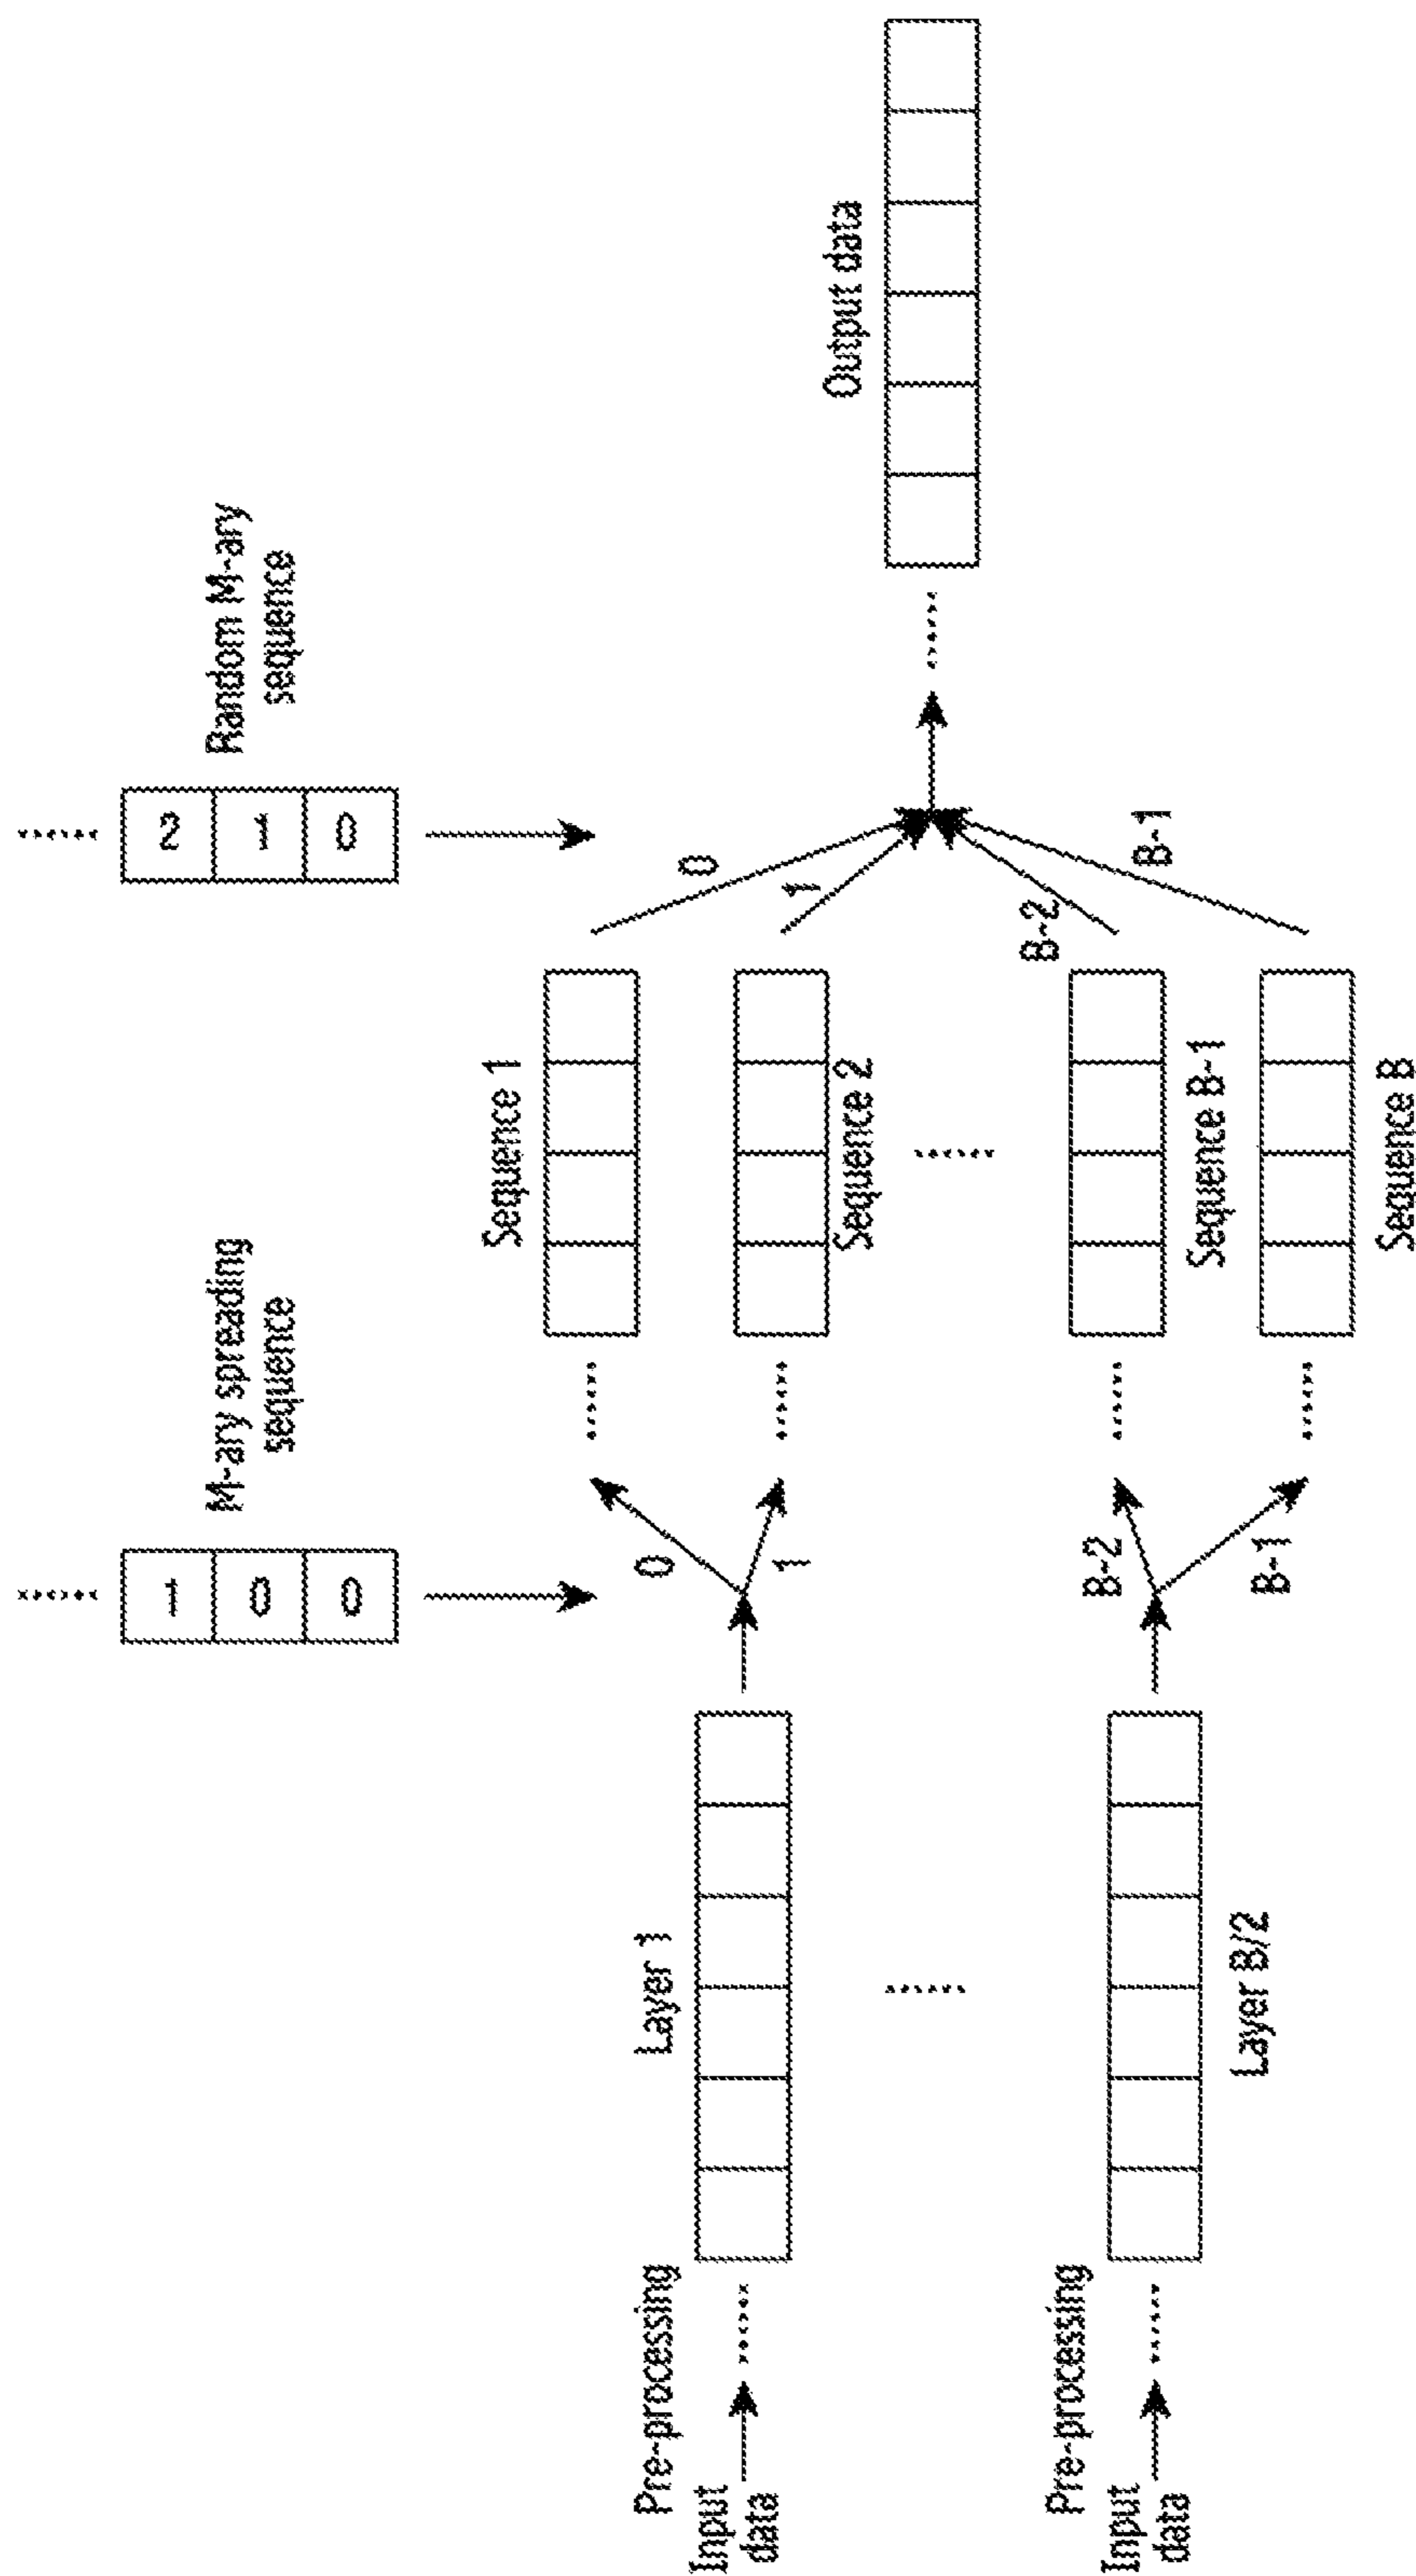 M-ary spreading
sequence
1
0
0
Random M-ary
sequence
2
1
0
Input
data
Pre-processing
Layer 1
0
1
Sequence 1
Sequence 2
0
1
Output data
Input
data
Pre-processing
Layer B/2
B-2
B-1
Sequence B-1
Sequence B
B-2
B-1